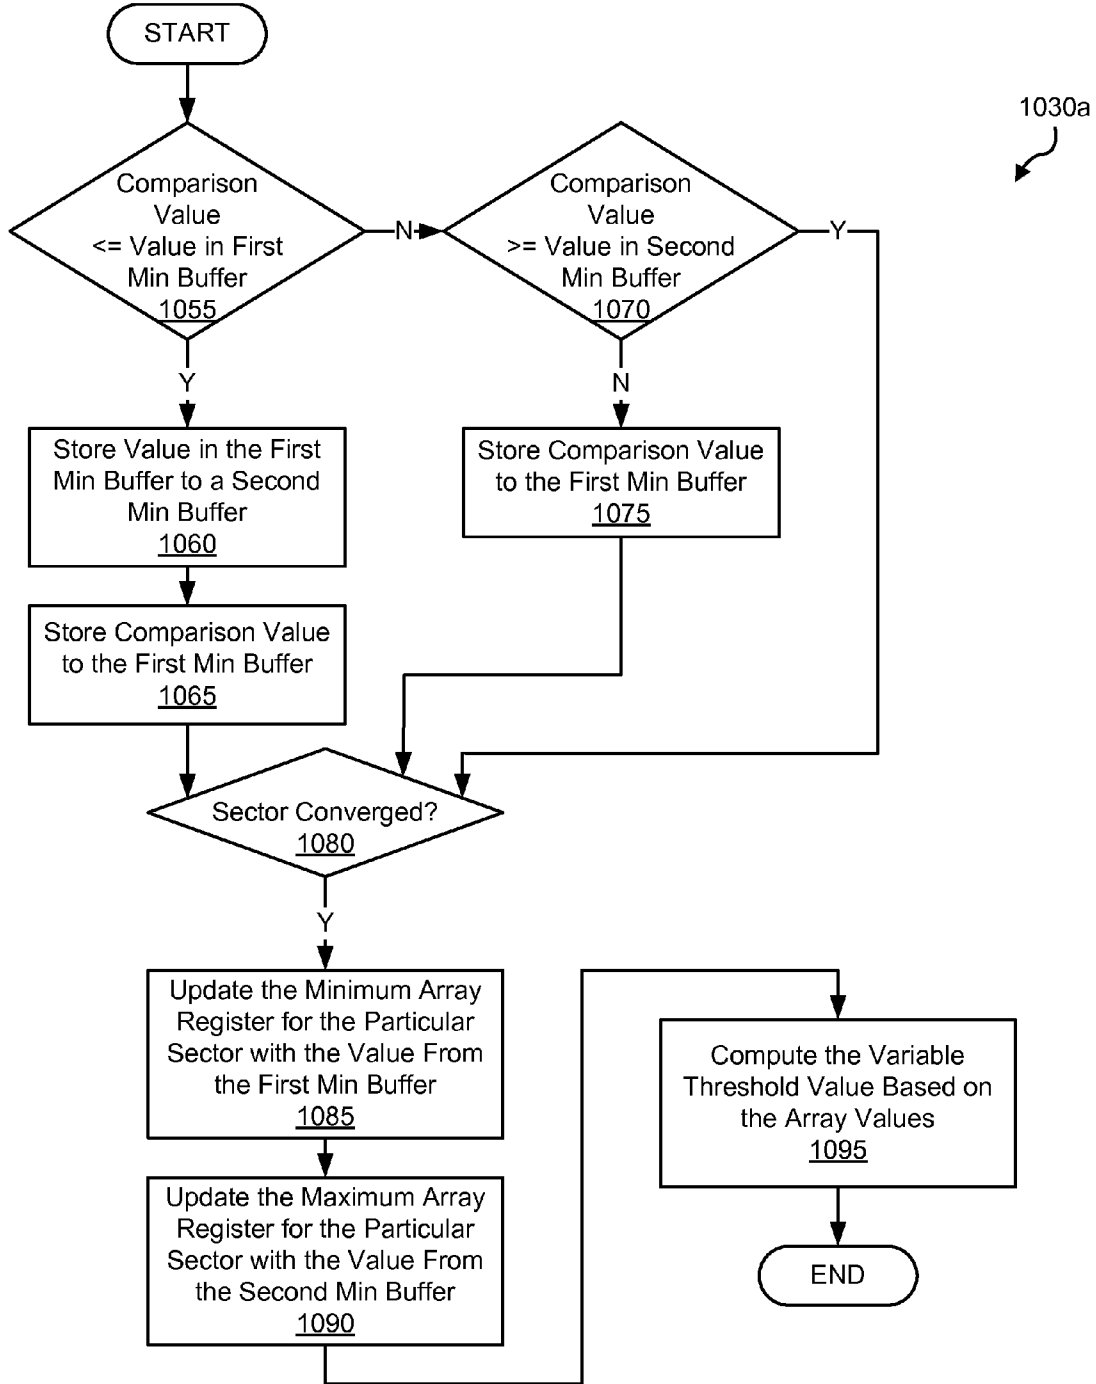 START
1030a
Comparison
Value
<= Value in First
Min Buffer
1055
N
Comparison
Value
>= Value in Second
Min Buffer
1070
Y
Y
N
Store Value in the First
Min Buffer to a Second
Min Buffer
1060
Store Comparison Value
to the First Min Buffer
1075
Store Comparison Value
to the First Min Buffer
1065
Sector Converged?
1080
Y
Update the Minimum Array
Register for the Particular
Sector with the Value From
the First Min Buffer
1085
Update the Maximum Array
Register for the Particular
Sector with the Value From
the Second Min Buffer
1090
Compute the Variable
Threshold Value Based on
the Array Values
1095
END